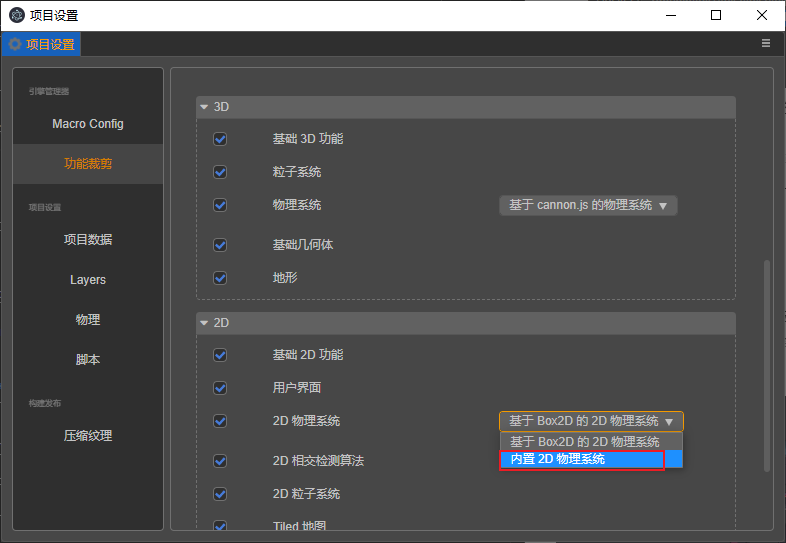 项目设置
项目设置
引擎管理器
Macro Config
功能裁剪
项目设置
项目数据
Layers
物理
脚本
构建发布
压缩纹理
3D
基础 3D 功能
粒子系统
物理系统 基于 cannon.js 的物理系统
基础几何体
地形
2D
基础 2D 功能
用户界面
2D 物理系统 基于 Box2D 的 2D 物理系统
基于 Box2D 的 2D 物理系统
内置 2D 物理系统
2D 相交检测算法
2D 粒子系统
Tiled 地图